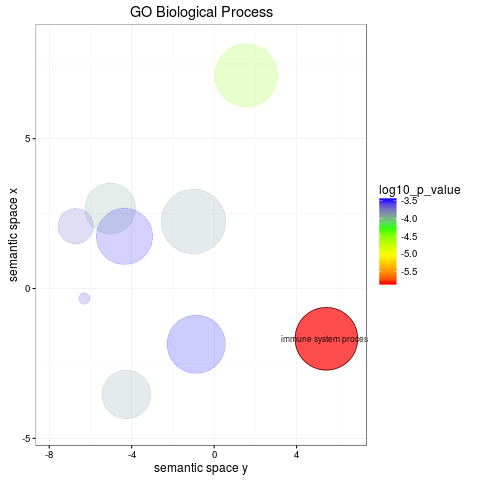 GO Biological Process
log10_p_value
-3.5
-4.0
-4.5
-5.0
-5.5
5
0
-5
immune system proces
-8
-4
0
4
semantic space y
semantic space x